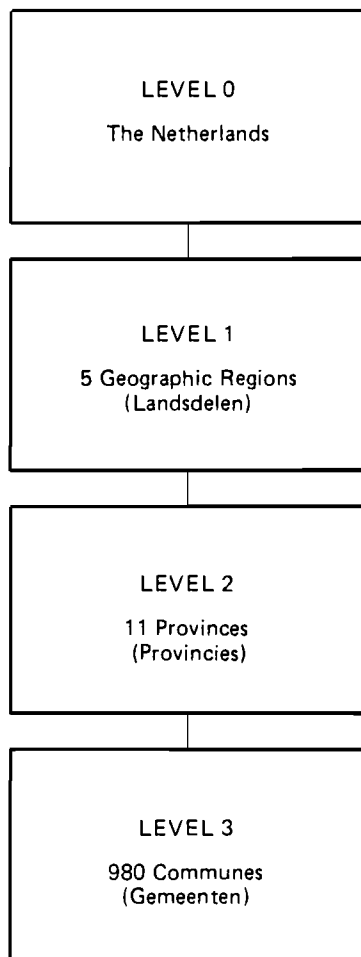 LEVEL 0
The Netherlands
LEVEL 1
5 Geographic Regions
(Landsdelen)
LEVEL 2
11 Provinces
(Provincies)
LEVEL 3
980 Communes
(Gemeenten)